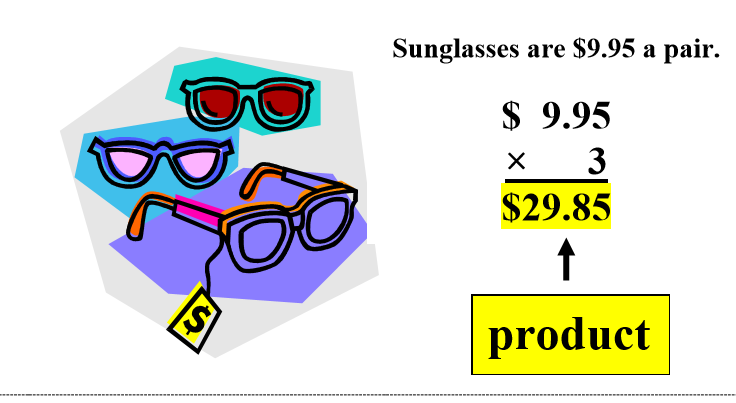 Sunglasses are $9.95 a pair.
$ 9.95
× 3
$29.85
product
$